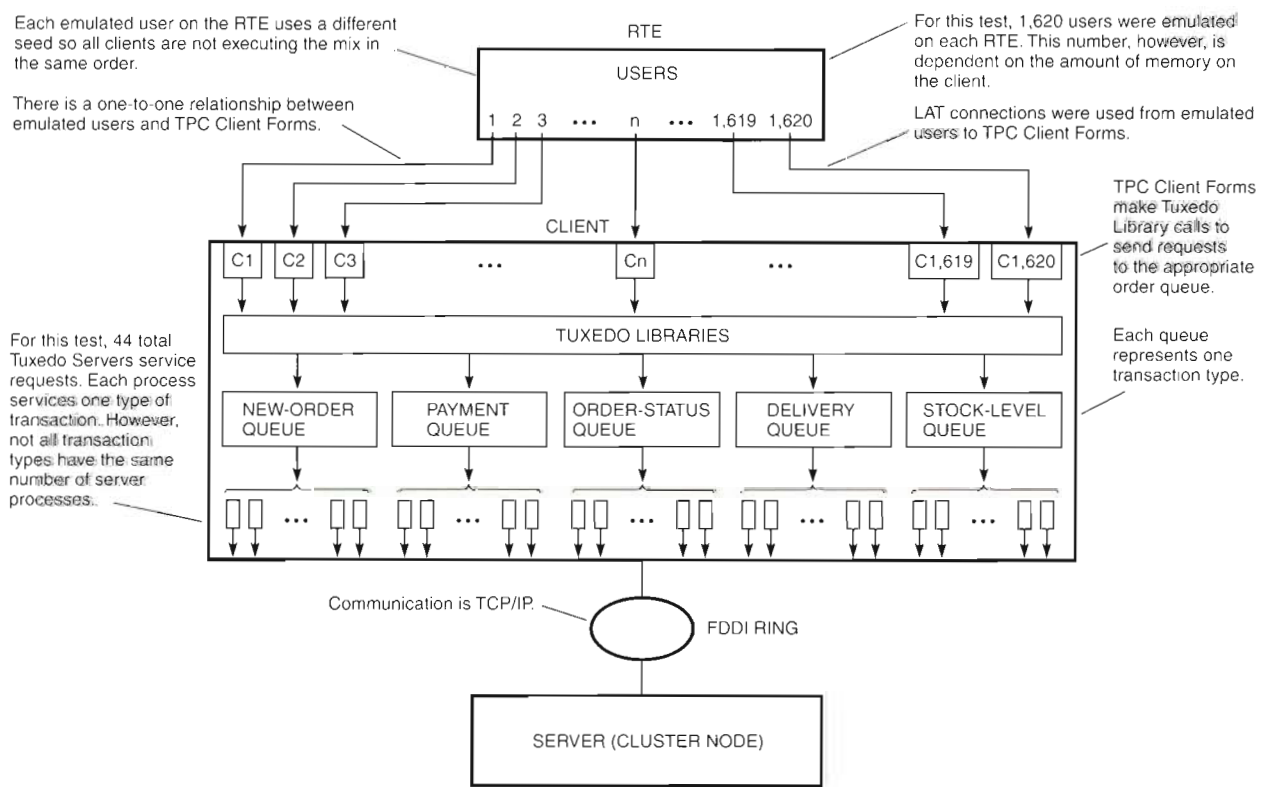 Each emulated user on the RTE uses a different
seed so all clients are not executing the mix in
the same order.
There is a one-to-one relationship between
emulated users and TPC Client Forms.
RTE
USERS
1 2 3 ••• n ••• 1,619 1,620
For this test, 1,620 users were emulated
on each RTE. This number, however, is
dependent on the amount of memory on
the client.
LAT connections were used from emulated
users to TPC Client Forms.
TPC Client Forms
make Tuxedo
Library calls to
send requests
to the appropriate
order queue.
CLIENT
C1 C2 C3 ••• Cn ••• C1,619 C1,620
TUXEDO LIBRARIES
Each queue
represents one
transaction type.
For this test, 44 total
Tuxedo Servers service
requests. Each process
services one type of
transaction. However,
not all transaction
types have the same
number of server
processes.
NEW-ORDER
QUEUE
PAYMENT
QUEUE
ORDER-STATUS
QUEUE
DELIVERY
QUEUE
STOCK-LEVEL
QUEUE
••• ••• ••• ••• •••
Communication is TCP/IP.
FDDI RING
SERVER (CLUSTER NODE)